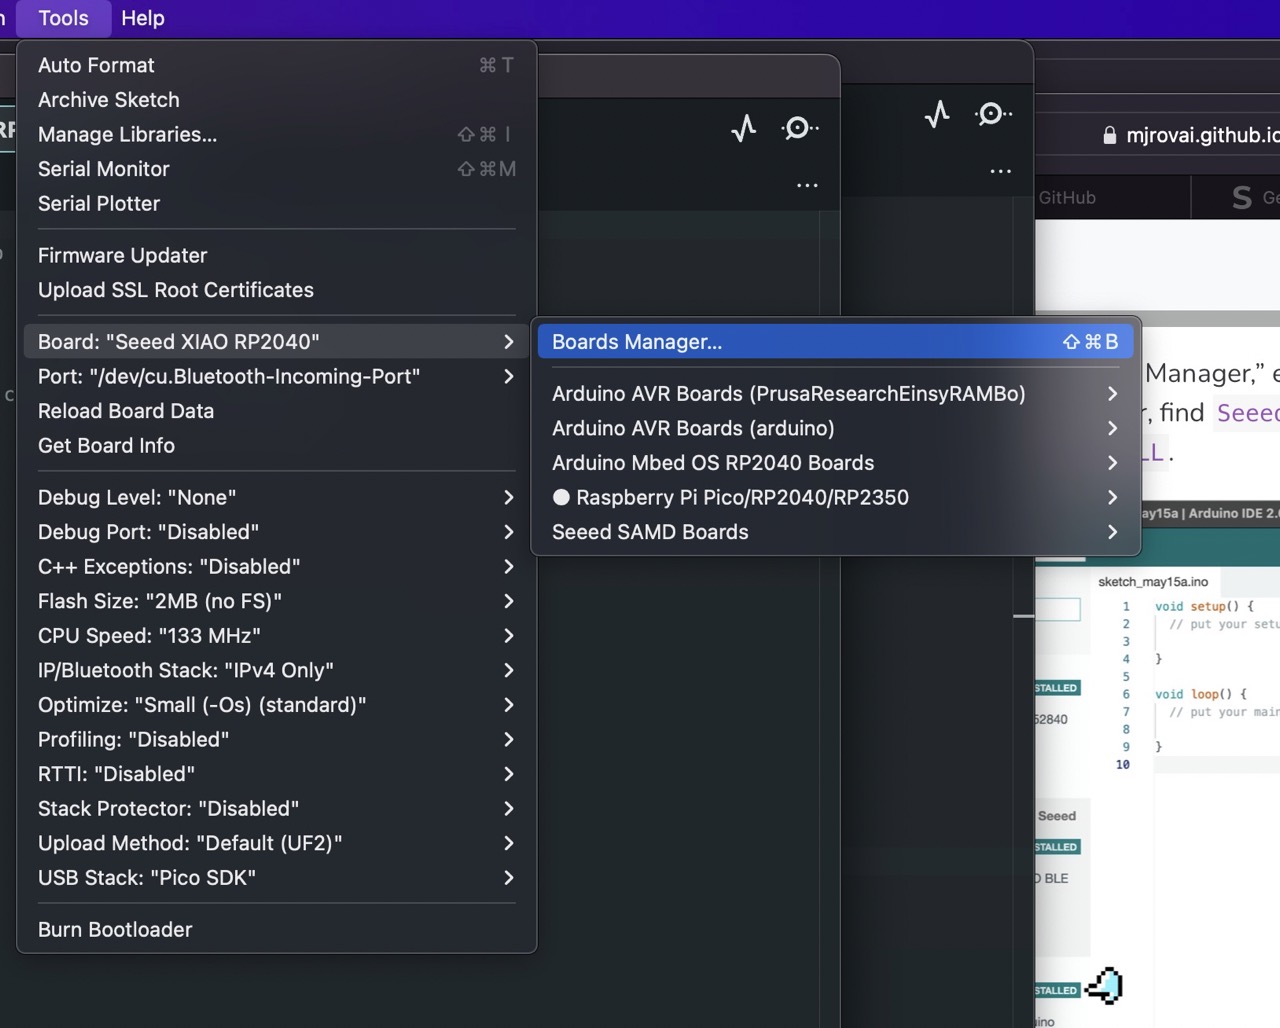 Tools Help
Auto Format ⌘ T
Archive Sketch
Manage Libraries... ⇧ ⌘ I
Serial Monitor ⇧ ⌘ M
Serial Plotter
Firmware Updater
Upload SSL Root Certificates
Board: "Seeed XIAO RP2040"
Port: "/dev/cu.Bluetooth-Incoming-Port"
Reload Board Data
Get Board Info
Debug Level: "None"
Debug Port: "Disabled"
C++ Exceptions: "Disabled"
Flash Size: "2MB (no FS)"
CPU Speed: "133 MHz"
IP/Bluetooth Stack: "IPv4 Only"
Optimize: "Small (-Os) (standard)"
Profiling: "Disabled"
RTTI: "Disabled"
Stack Protector: "Disabled"
Upload Method: "Default (UF2)"
USB Stack: "Pico SDK"
Burn Bootloader
Boards Manager... ⇧ ⌘ B
Arduino AVR Boards (PrusaResearchEinsyRAMBo)
Arduino AVR Boards (arduino)
Arduino Mbed OS RP2040 Boards
Raspberry Pi Pico/RP2040/RP2350
Seeed SAMD Boards
mjrovai.github.io
GitHub S Ge
Manager,” e
r, find Seeed
LL.
ay15a | Arduino IDE 2.0
sketch_may15a.ino
1 void setup() {
2 // put your setu
3
4 }
5
6 void loop() {
7 // put your main
8
9 }
10
STALLED
52840
Seeed
STALLED
D BLE
STALLED
ino